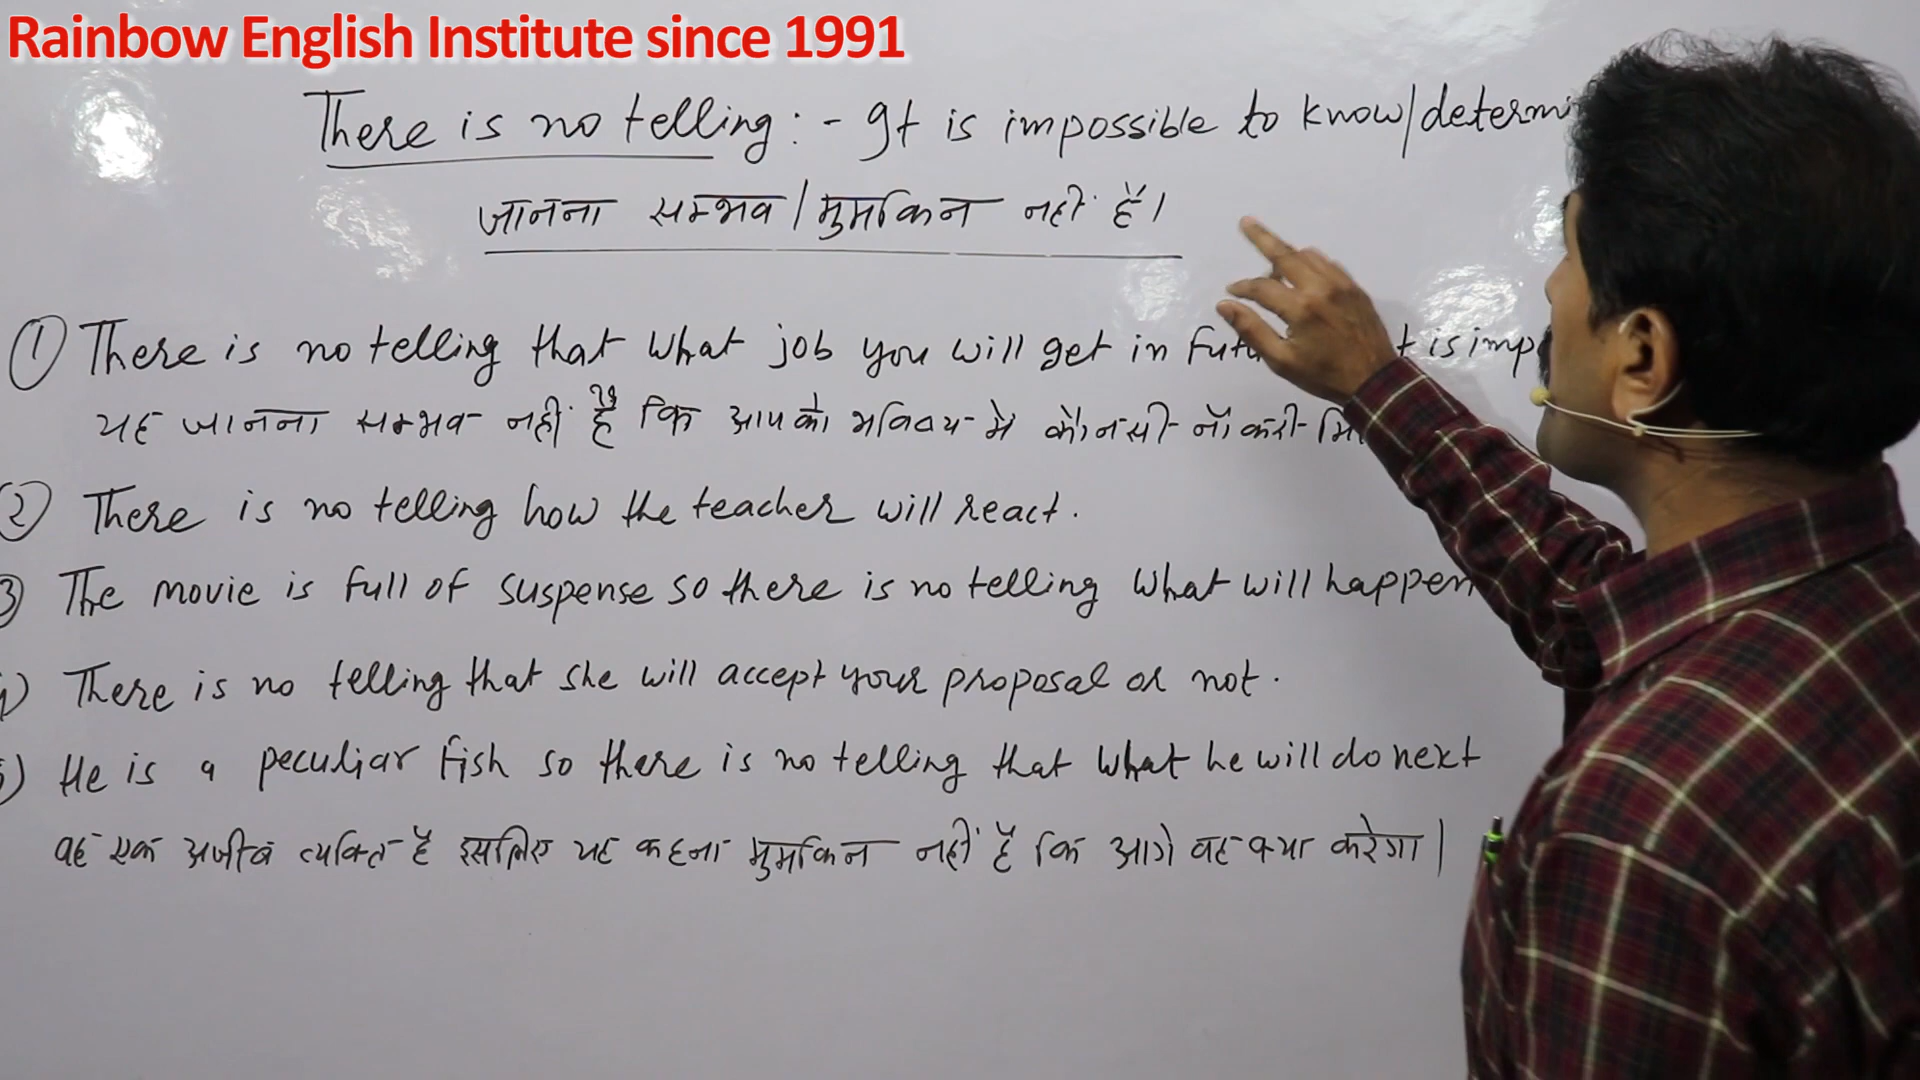 Rainbow English Institute since 1991
There is no telling :- It is impossible to know/determi
जानना सम्भव/मुमकिन नहीं है।
① There is no telling that what job you will get in futu t is imp
यह जानना सम्भव नहीं है कि आपको भविष्य में कौनसी नौकरी मि
② There is no telling how the teacher will react.
3 The movie is full of suspense so there is no telling what will happen
4) There is no telling that she will accept your proposal or not.
5) He is a peculiar fish so there is no telling that what he will do next
वह एक अजीब व्यक्ति है इसलिए यह कहना मुमकिन नहीं है कि आगे वह क्या करेगा।